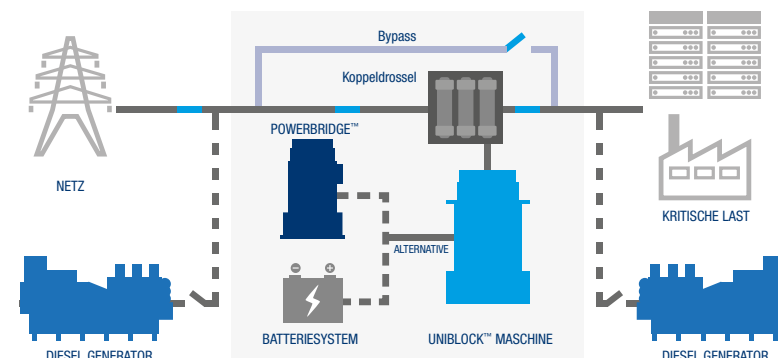 Bypass
Koppeldrossel
POWERBRIDGE™
NETZ
KRITISCHE LAST
ALTERNATIVE
BATTERIESYSTEM
UNIBLOCK™ MASCHINE
DIESEL GENERATOR
DIESEL GENERATOR